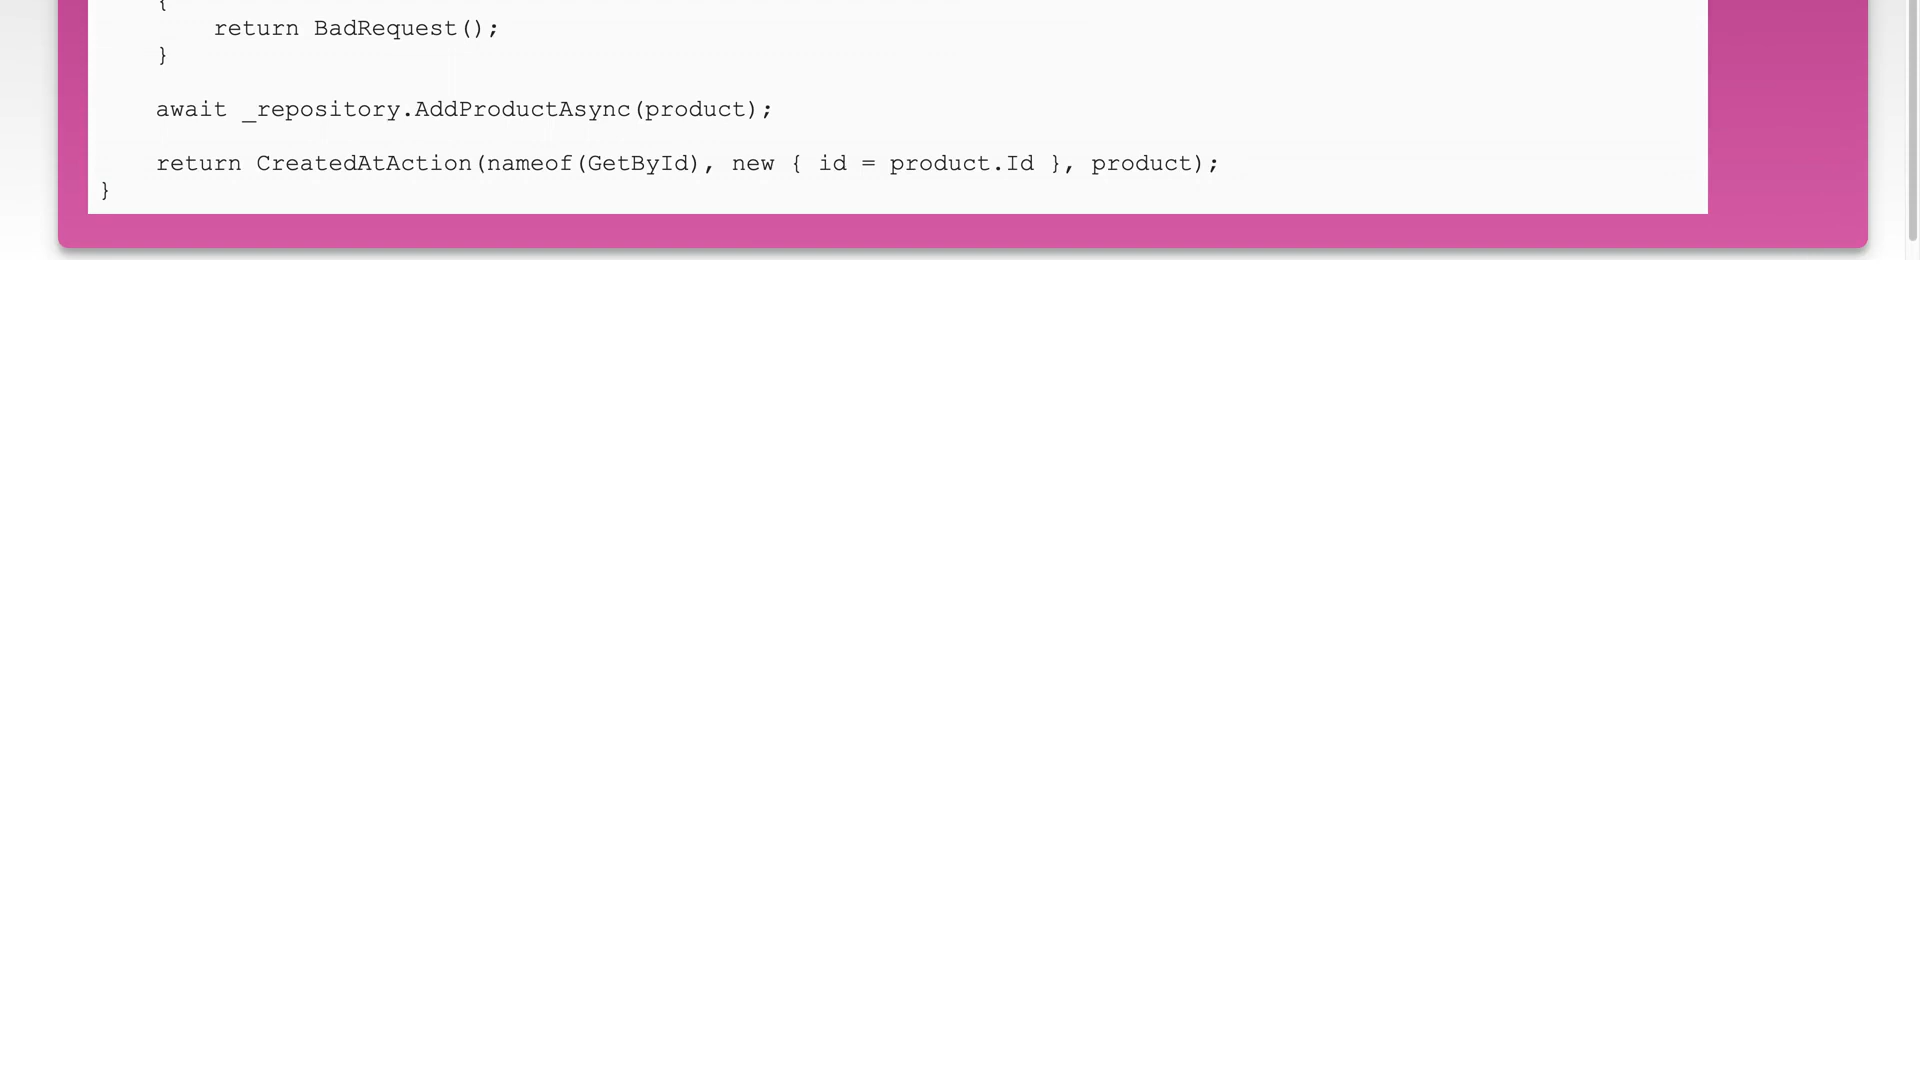 {
return BadRequest();
}
await _repository.AddProductAsync(product);
return CreatedAtAction(nameof(GetById), new { id = product.Id }, product);
}